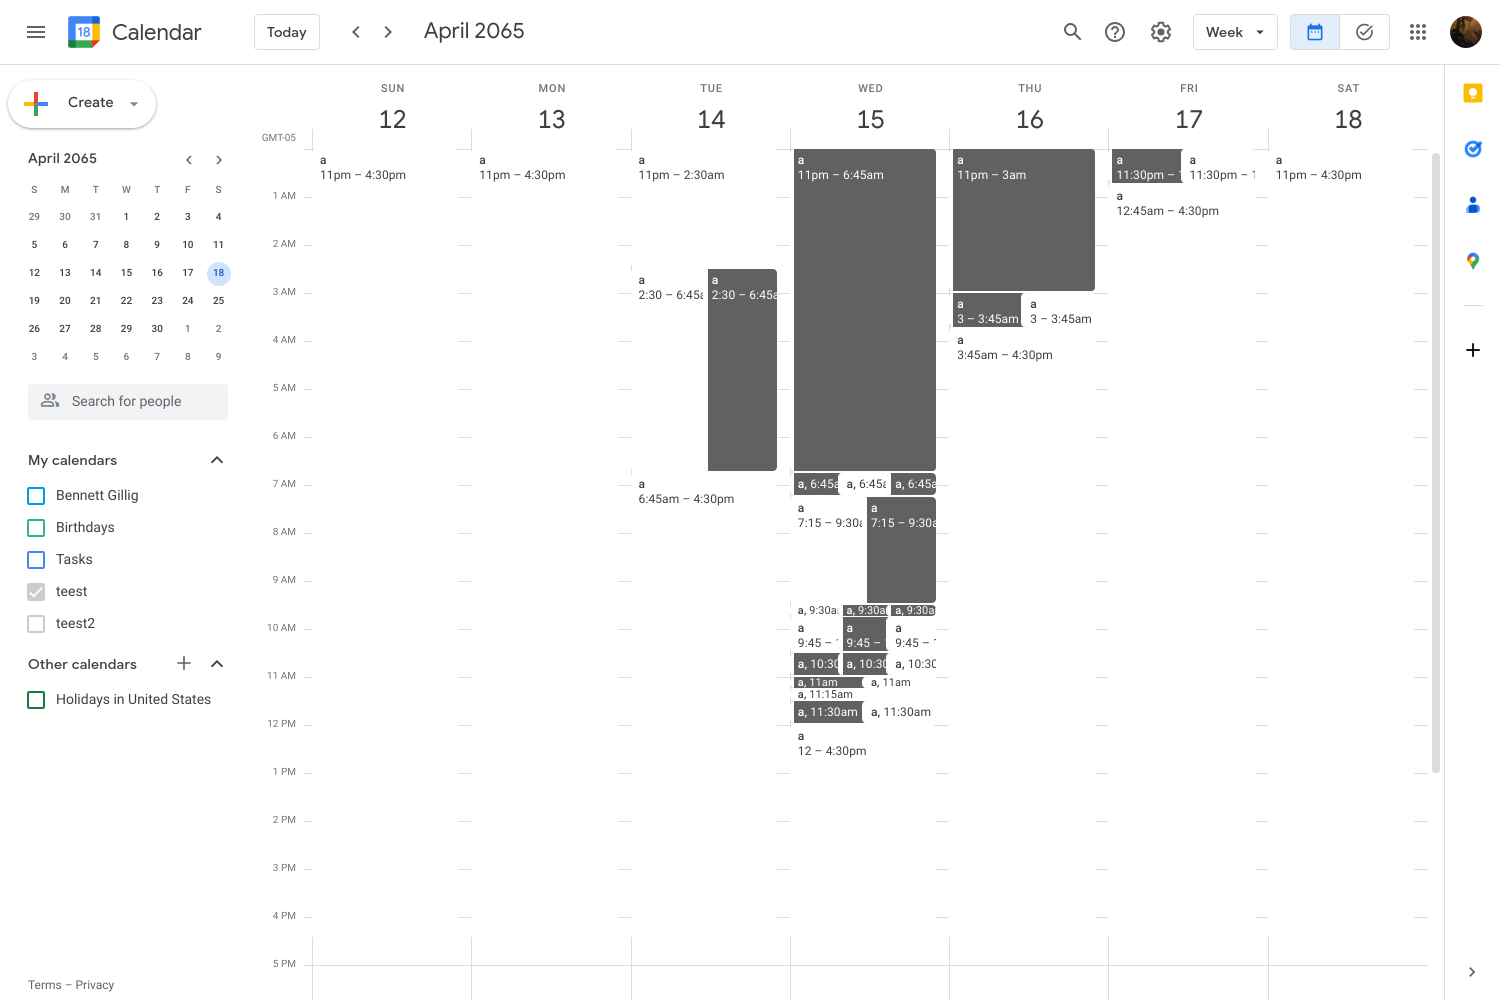 18 Calendar Today April 2065 Week
Create
April 2065
S M T W T F S
29 30 31 1 2 3 4
5 6 7 8 9 10 11
12 13 14 15 16 17 18
19 20 21 22 23 24 25
26 27 28 29 30 1 2
3 4 5 6 7 8 9
Search for people
My calendars
Bennett Gillig
Birthdays
Tasks
teest
teest2
Other calendars
Holidays in United States
Terms – Privacy
SUN MON TUE WED THU FRI SAT
12 13 14 15 16 17 18
GMT-05
1 AM
2 AM
3 AM
4 AM
5 AM
6 AM
7 AM
8 AM
9 AM
10 AM
11 AM
12 PM
1 PM
2 PM
3 PM
4 PM
5 PM
a
11pm – 4:30pm
a
11pm – 4:30pm
a
11pm – 2:30am
a
2:30 – 6:45a
a
2:30 – 6:45a
a
6:45am – 4:30pm
a
11pm – 6:45am
a, 6:45a
a, 6:45a
a, 6:45a
a
7:15 – 9:30a
a
7:15 – 9:30a
a, 9:30a
a, 9:30a
a, 9:30a
a
9:45 –
a
9:45 –
a
9:45 –
a, 10:30
a, 10:30
a, 10:30
a, 11am
a, 11am
a, 11:15am
a, 11:30am
a, 11:30am
a
12 – 4:30pm
a
11pm – 3am
a
3 – 3:45am
a
3 – 3:45am
a
3:45am – 4:30pm
a
11:30pm –
a
11:30pm – 1
a
12:45am – 4:30pm
a
11pm – 4:30pm